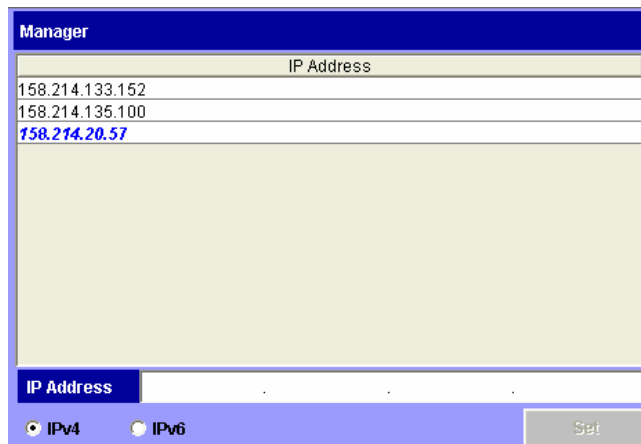 Manager
IP Address
158.214.133.152
158.214.135.100
158.214.20.57
IP Address . . .
IPv4 IPv6 Set